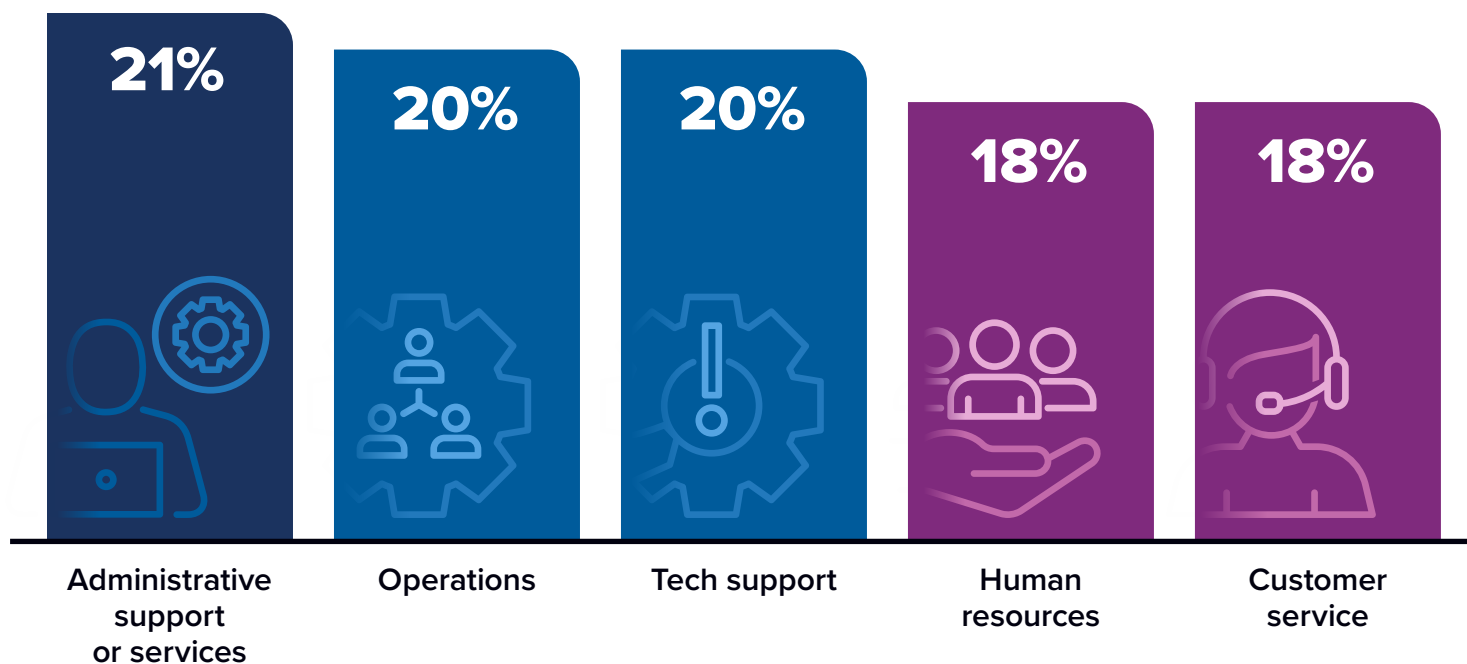 21%
20%
20%
18%
18%
Administrative
support
or services
Operations
Tech support
Human
resources
Customer
service